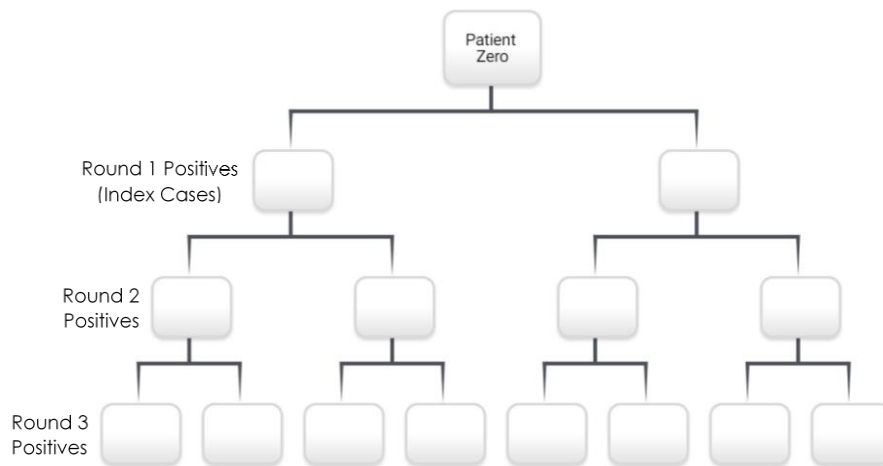 Patient
Zero
Round 1 Positives
(Index Cases)
Round 2
Positives
Round 3
Positives